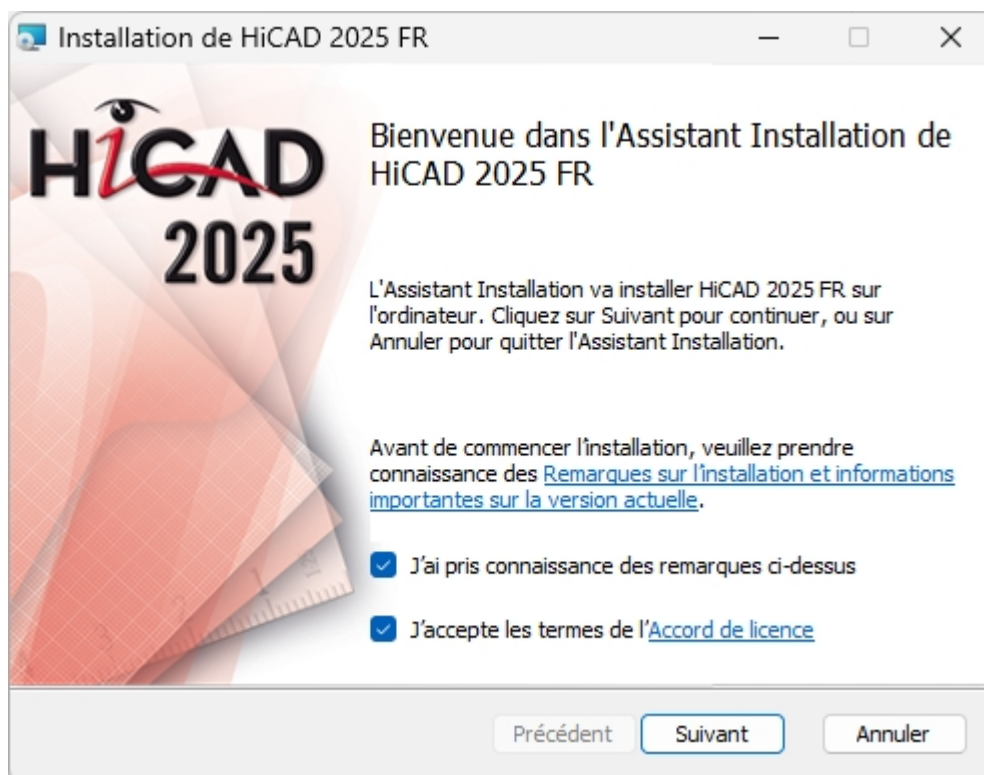 Installation de HiCAD 2025 FR
HiCAD
2025
Bienvenue dans l'Assistant Installation de
HiCAD 2025 FR
L'Assistant Installation va installer HiCAD 2025 FR sur
l'ordinateur. Cliquez sur Suivant pour continuer, ou sur
Annuler pour quitter l'Assistant Installation.
Avant de commencer l'installation, veuillez prendre
connaissance des Remarques sur l'installation et informations
importantes sur la version actuelle.
J'ai pris connaissance des remarques ci-dessus
J'accepte les termes de l'Accord de licence
Précédent
Suivant
Annuler